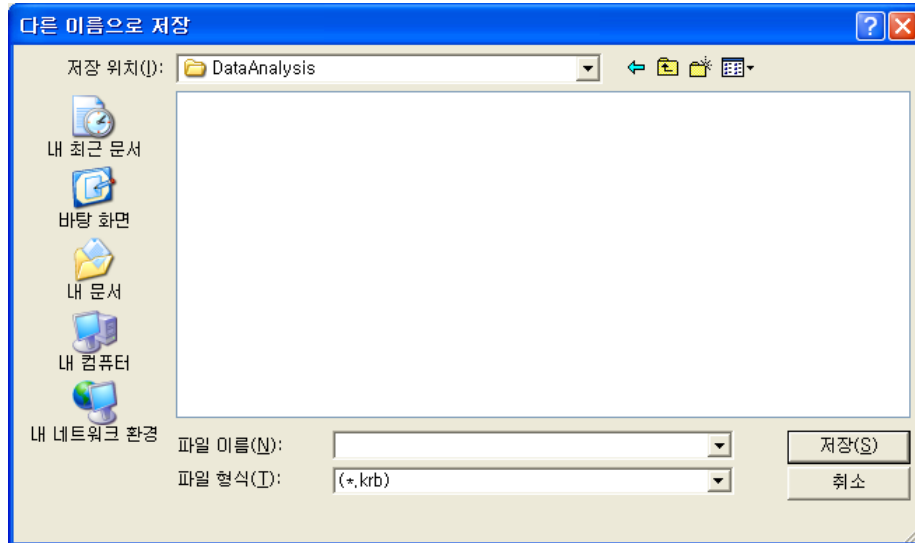 다른 이름으로 저장
저장 위치(I): DataAnalysis
내 최근 문서
바탕 화면
내 문서
내 컴퓨터
내 네트워크 환경
파일 이름(N): 저장(S)
파일 형식(T): (*.krb) 취소